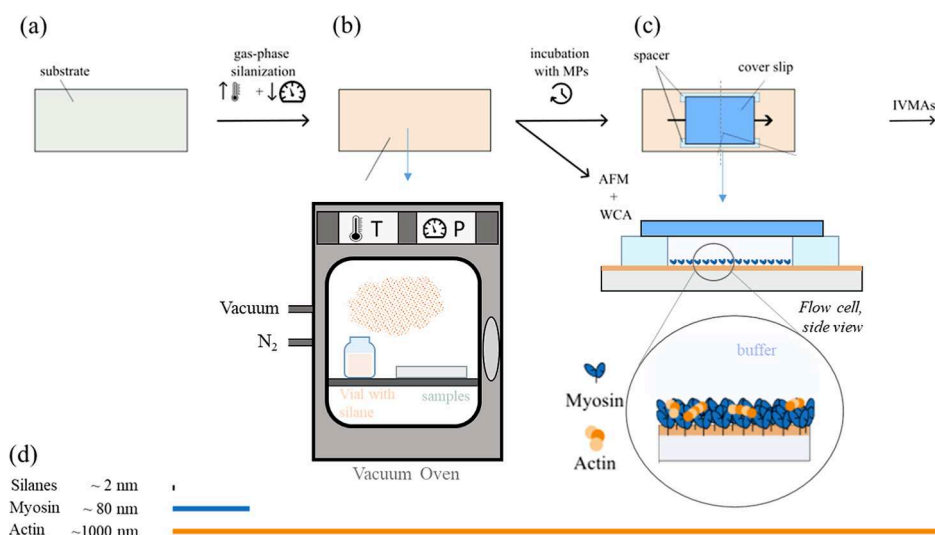 (a)
(b)
(c)
substrate
gas-phase
silanization
+
incubation
with MPs
spacer
cover slip
IVMAs
AFM
+
WCA
T
P
Vacuum
N₂
Vial with
silane
samples
Vacuum Oven
Flow cell,
side view
buffer
Myosin
Actin
(d)
Silanes ~ 2 nm
Myosin ~ 80 nm
Actin ~1000 nm